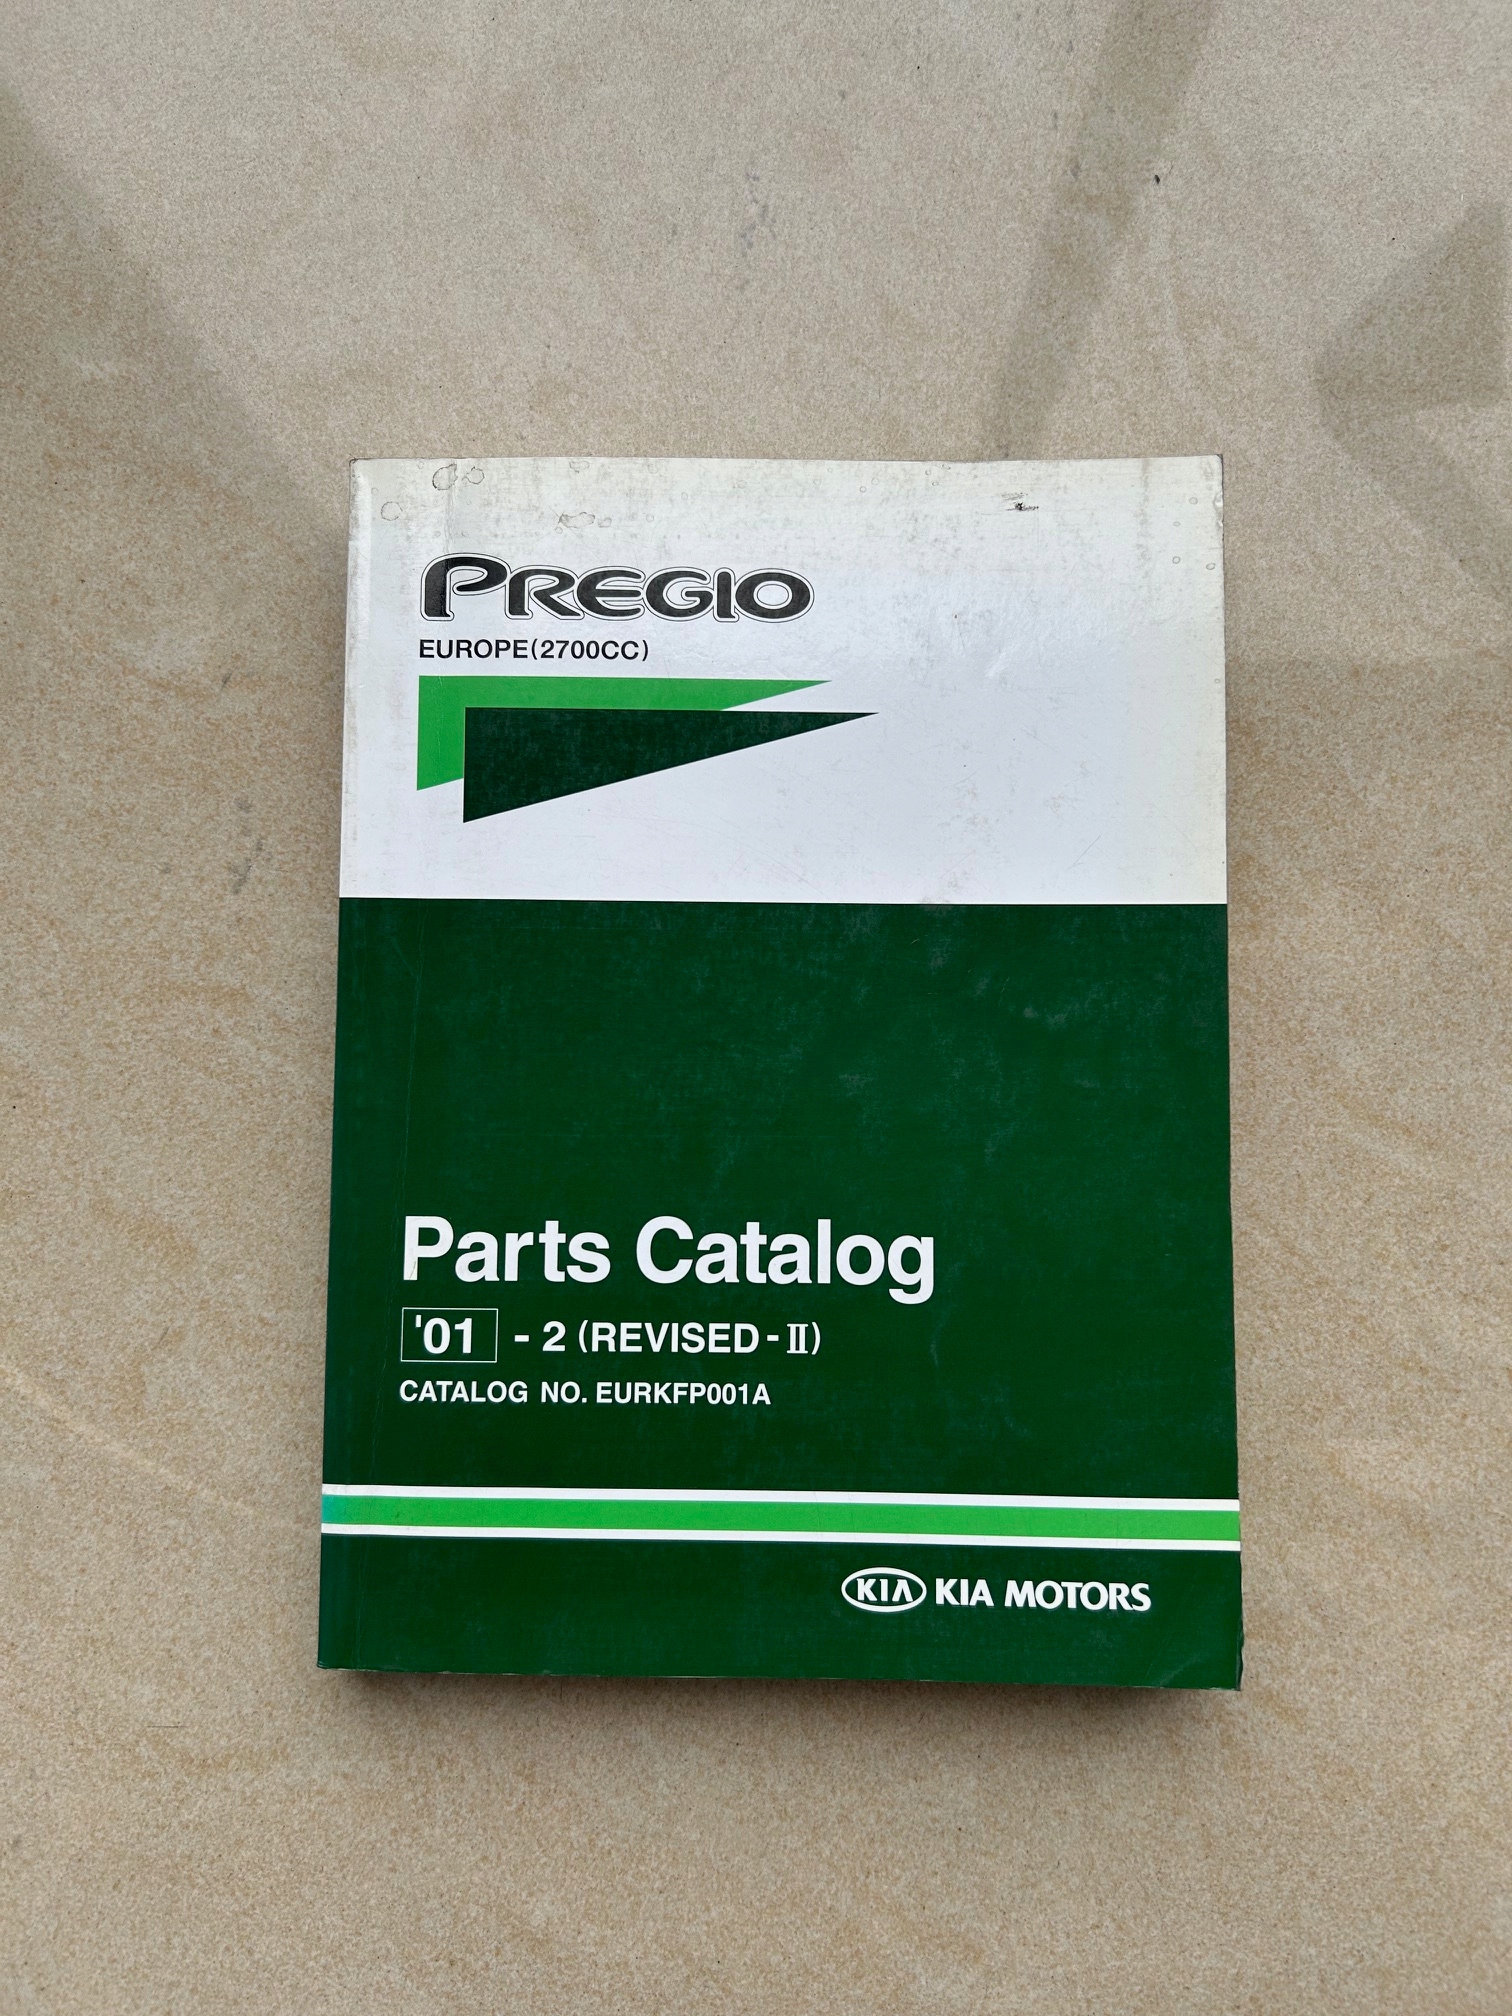 PREGIO
EUROPE(2700CC)
Parts Catalog
'01 - 2 (REVISED-Ⅱ)
CATALOG NO. EURKFP001A
KIA KIA MOTORS